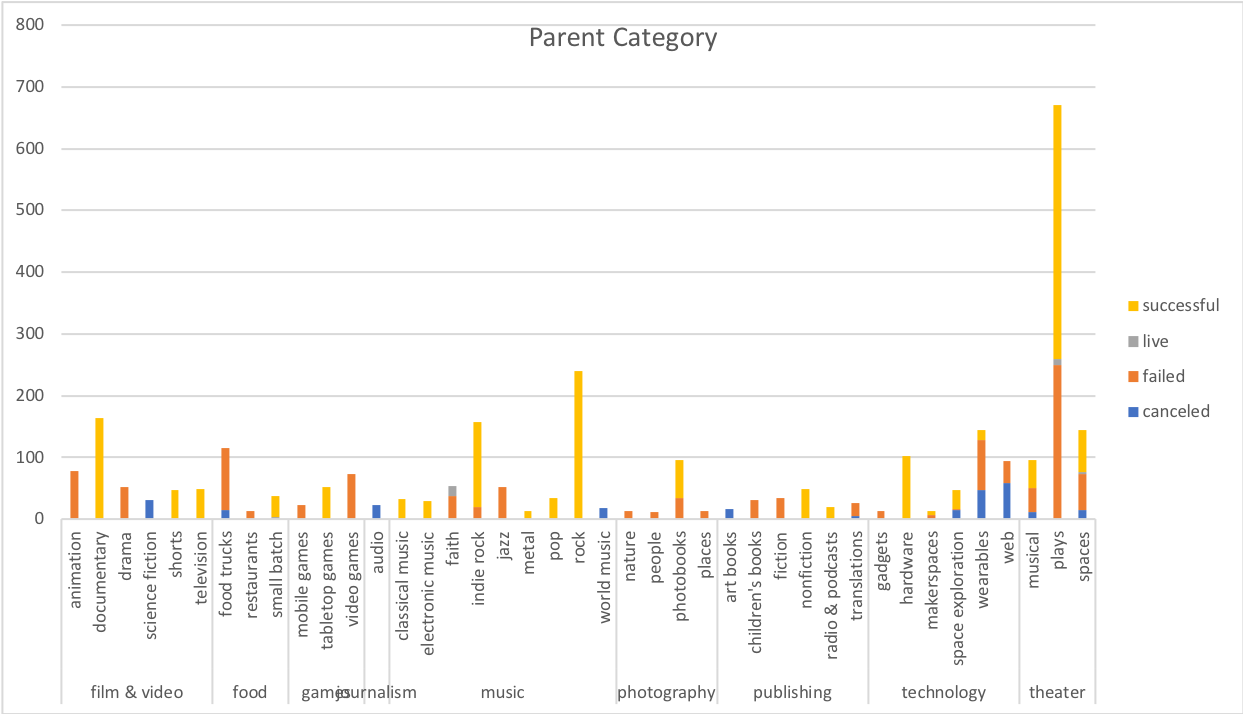 Parent Category
800
700
600
500
400
300
200
100
0
successful
live
failed
canceled
animation
documentary
drama
science fiction
shorts
television
food trucks
restaurants
small batch
mobile games
tabletop games
video games
audio
classical music
electronic music
faith
indie rock
jazz
metal
pop
rock
world music
nature
people
photobooks
places
art books
children's books
fiction
nonfiction
radio & podcasts
translations
gadgets
hardware
makerspaces
space exploration
wearables
web
musical
plays
spaces
film & video
food
games
journalism
music
photography
publishing
technology
theater